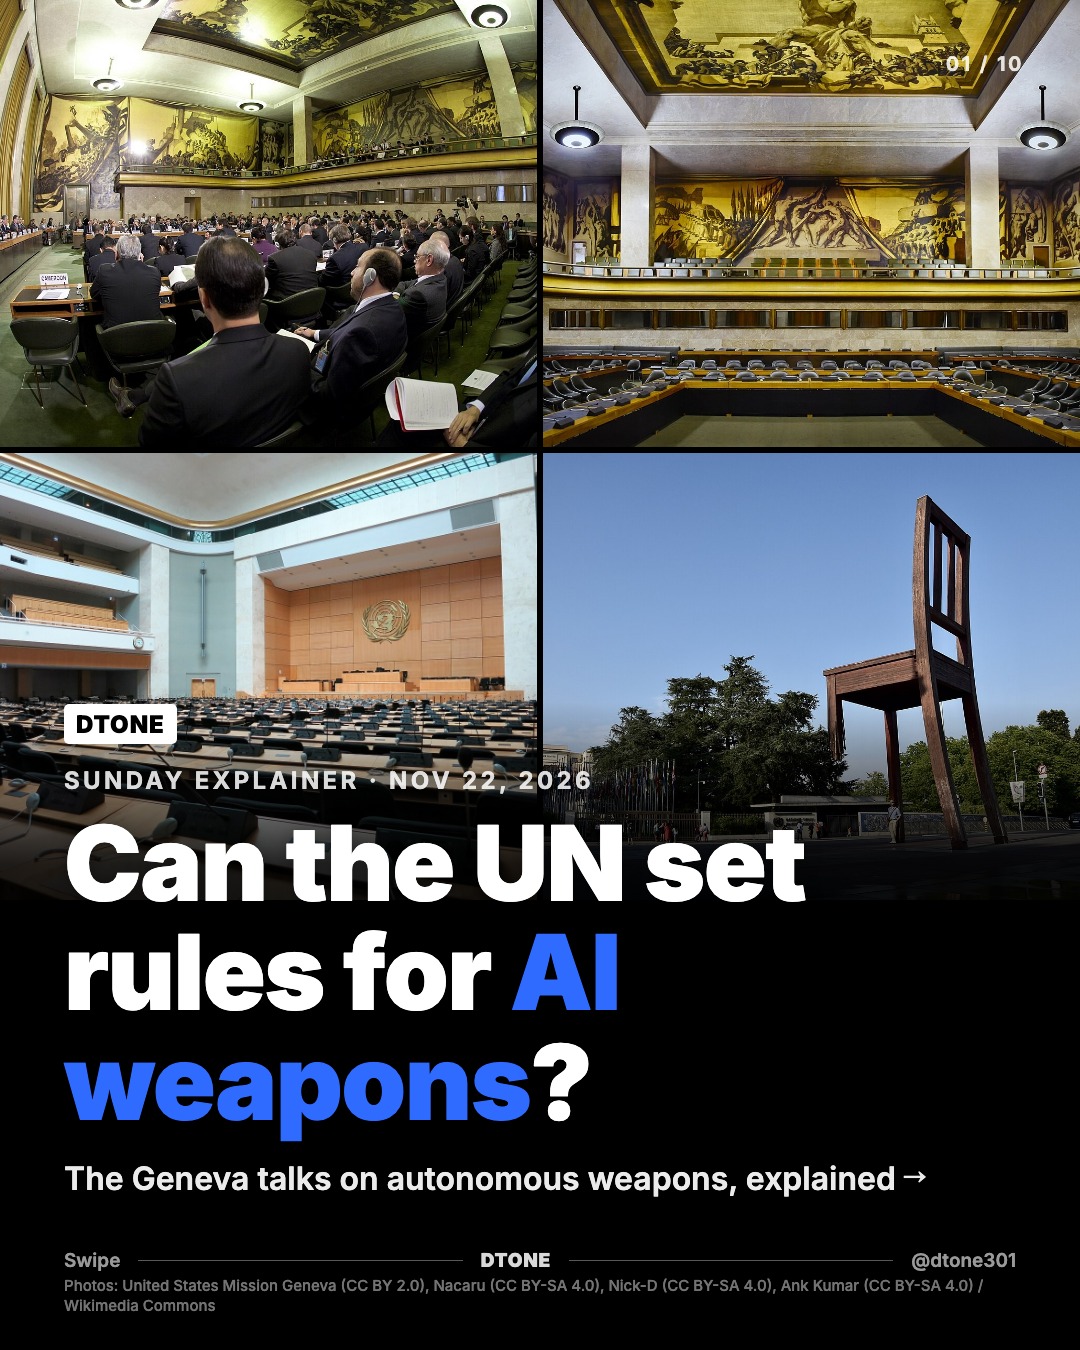 01 / 10
CAMEROON
DTONE
SUNDAY EXPLAINER · NOV 22, 2026
Can the UN set
rules for AI
weapons?
The Geneva talks on autonomous weapons, explained →
Swipe DTONE @dtone301
Photos: United States Mission Geneva (CC BY 2.0), Nacaru (CC BY-SA 4.0), Nick-D (CC BY-SA 4.0), Ank Kumar (CC BY-SA 4.0) /
Wikimedia Commons